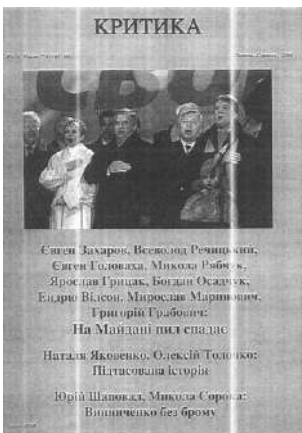 КРИТИКА
Євген Захаров, Всеволод Речицький,
Євген Головаха, Микола Рябчук,
Ярослав Грицак, Богдан Осадчук,
Ендрю Вілсон, Мирослав Маринович,
Григорій Грабович:
На Майдані пил спадає
Наталя Яковенко, Олексій Толочко:
Підтасована історія
Юрій Шаповал, Микола Сорока:
Винниченко без брому